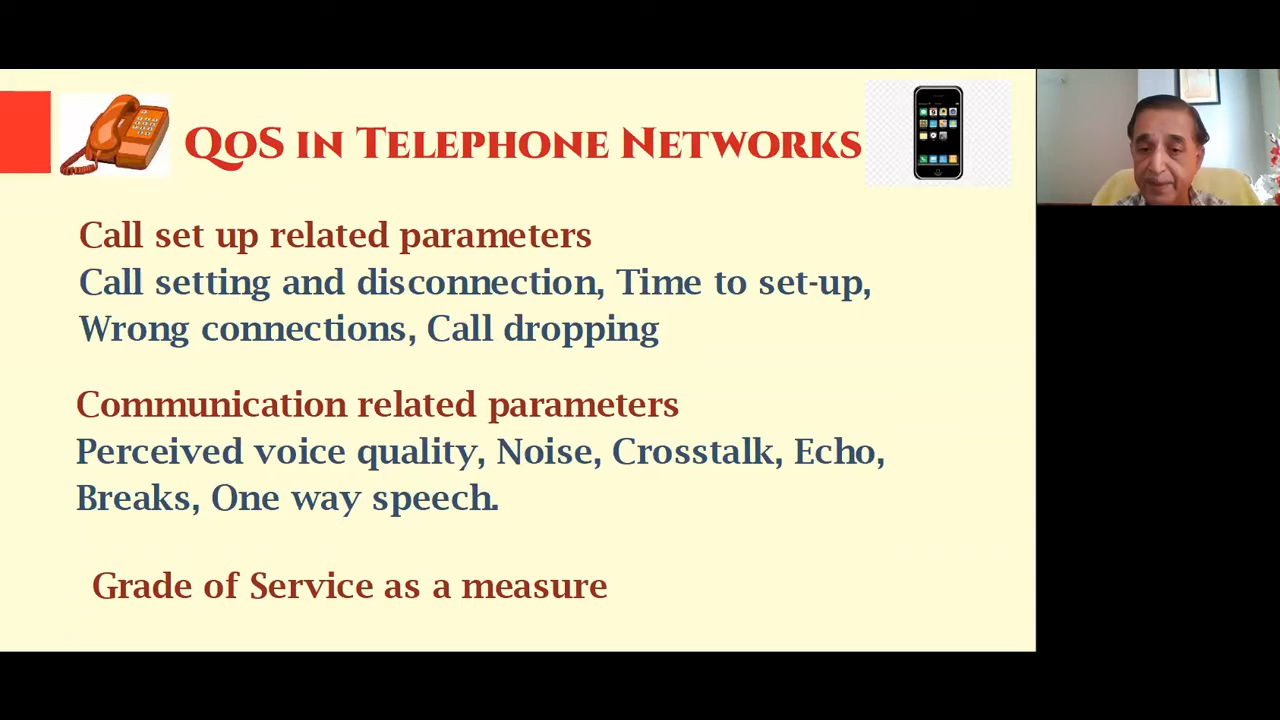 QoS in Telephone Networks
Call set up related parameters
Call setting and disconnection, Time to set-up,
Wrong connections, Call dropping
Communication related parameters
Perceived voice quality, Noise, Crosstalk, Echo,
Breaks, One way speech.
Grade of Service as a measure